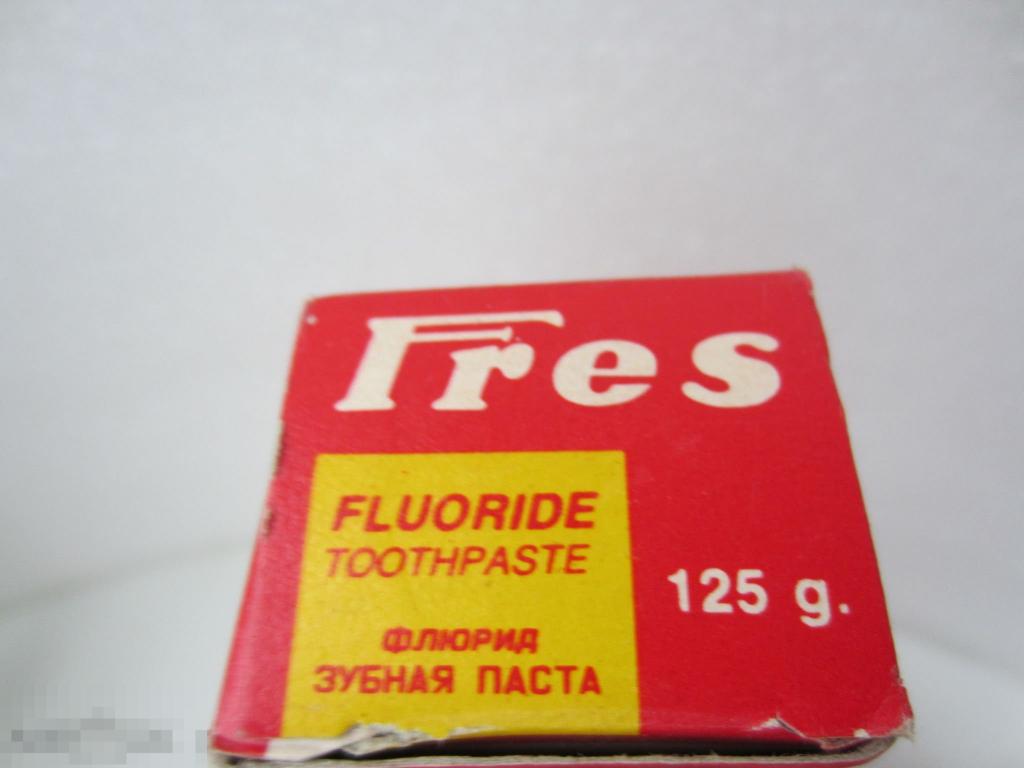 Fres
FLUORIDE
TOOTHPASTE
125 g.
ФЛЮРИД
ЗУБНАЯ ПАСТА